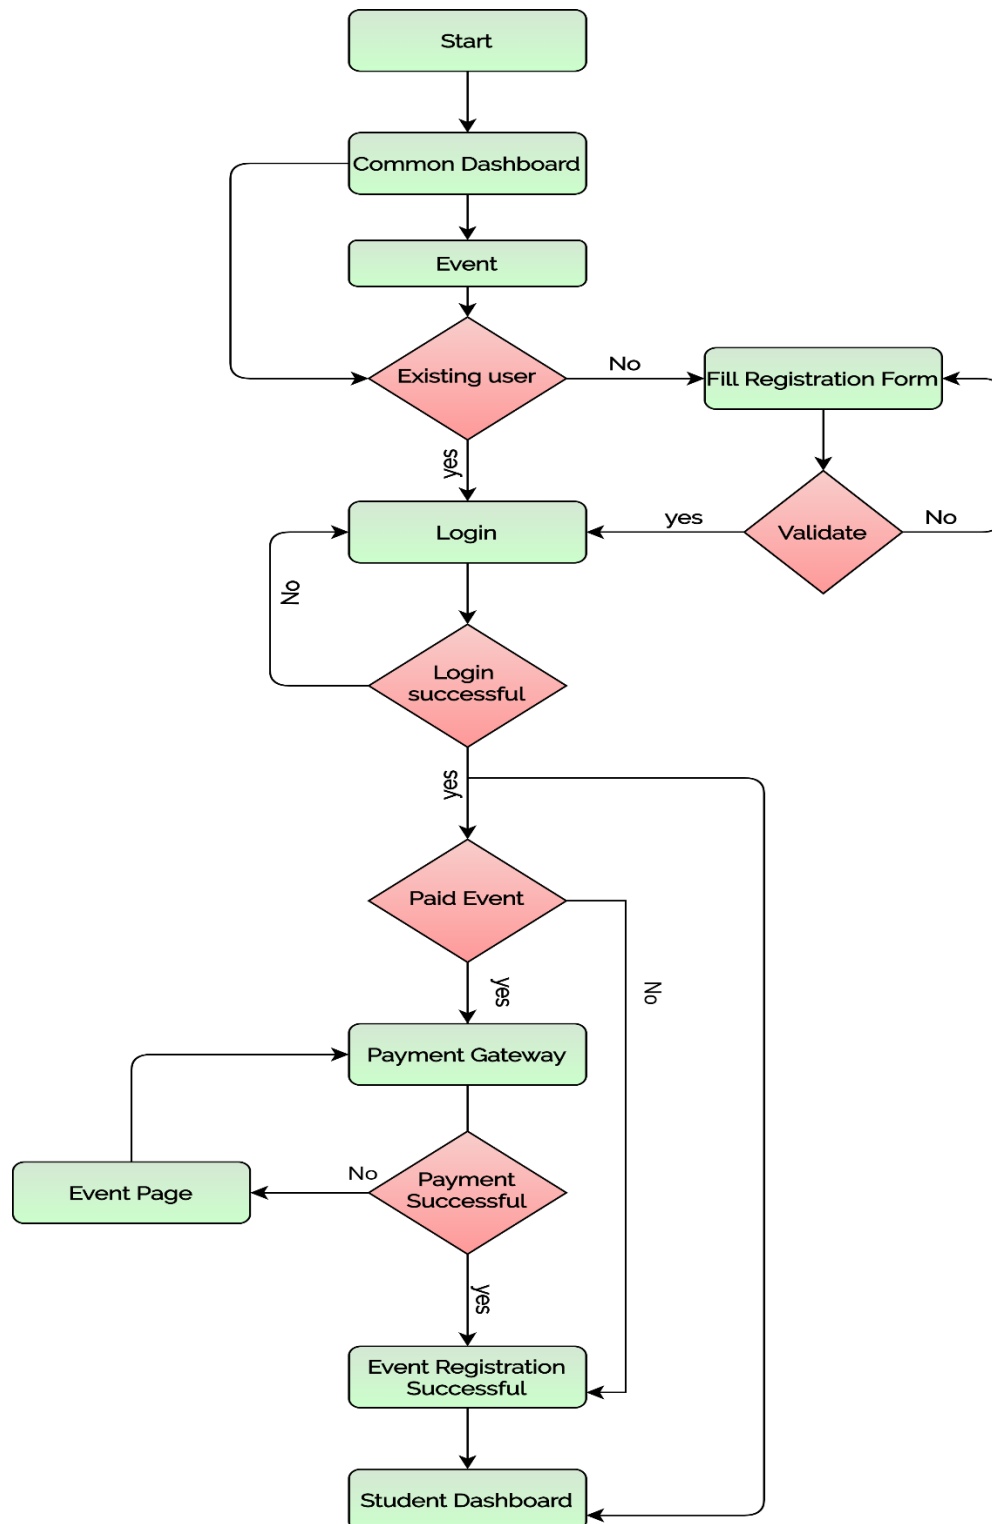 Start
Common Dashboard
Event
Existing user
No
Fill Registration Form
yes
Login
yes
Validate
No
No
Login
successful
yes
Paid Event
yes
No
Payment Gateway
No
Payment
Successful
Event Page
yes
Event Registration
Successful
Student Dashboard